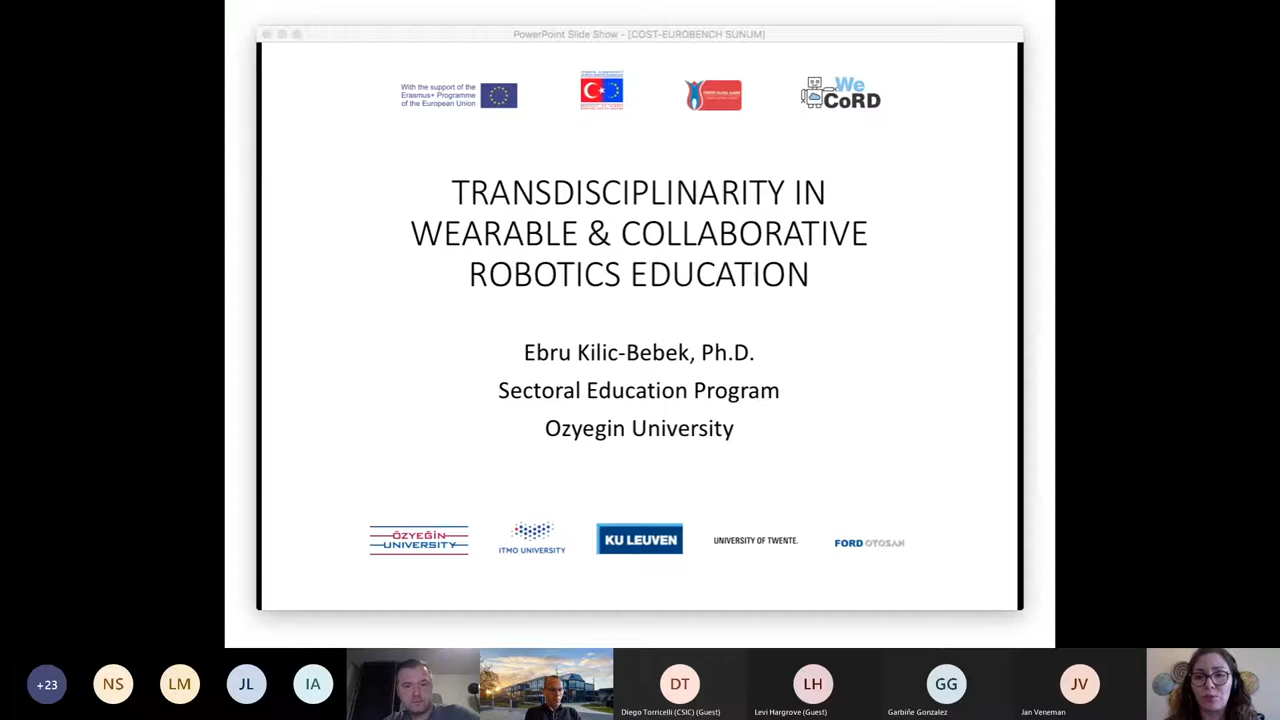 PowerPoint Slide Show - [COST-EUROBENCH SUNUM]
With the support of the
Erasmus+ Programme
of the European Union
We
CoRD
TRANSDISCIPLINARITY IN
WEARABLE & COLLABORATIVE
ROBOTICS EDUCATION
Ebru Kilic-Bebek, Ph.D.
Sectoral Education Program
Ozyegin University
ÖZYEĞİN
UNIVERSITY
ITMO UNIVERSITY
KU LEUVEN
UNIVERSITY OF TWENTE.
FORD OTOSAN
+23
NS
LM
JL
IA
DT
LH
GG
JV
Diego Torricelli (CSIC) (Guest)
Levi Hargrove (Guest)
Garbiñe Gonzalez
Jan Veneman